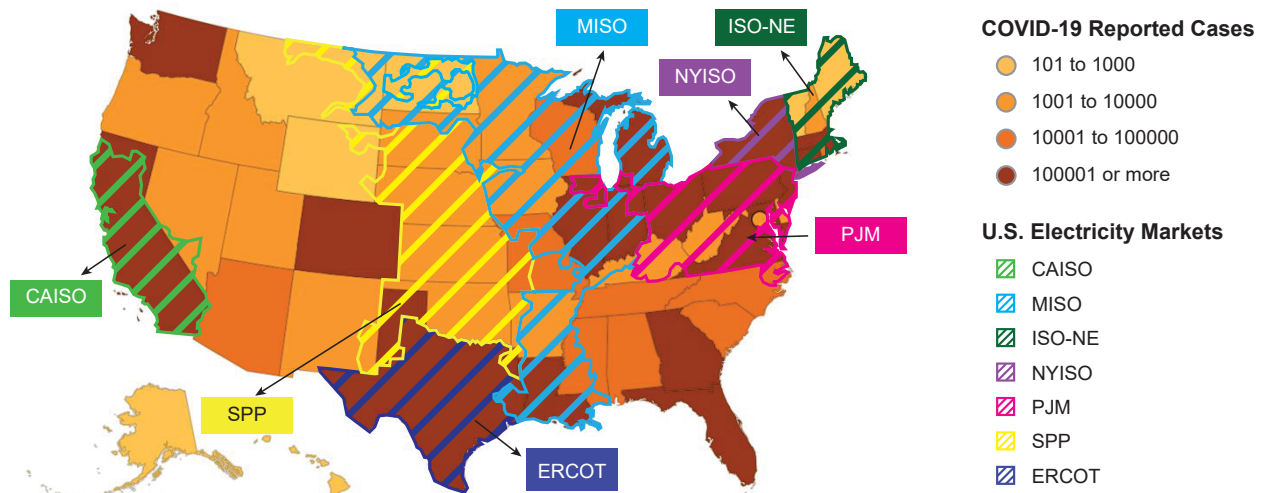 MISO
ISO-NE
NYISO
PJM
CAISO
SPP
ERCOT
COVID-19 Reported Cases
101 to 1000
1001 to 10000
10001 to 100000
100001 or more
U.S. Electricity Markets
CAISO
MISO
ISO-NE
NYISO
PJM
SPP
ERCOT